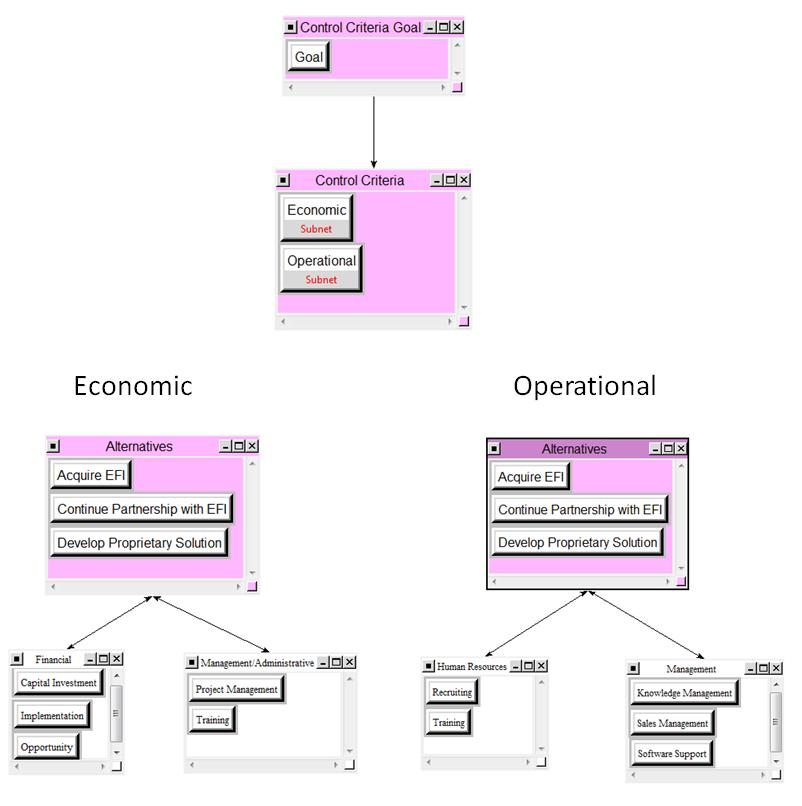 Control Criteria Goal
Goal
Control Criteria
Economic
Subnet
Operational
Subnet
Economic
Operational
Alternatives
Acquire EFI
Continue Partnership with EFI
Develop Proprietary Solution
Alternatives
Acquire EFI
Continue Partnership with EFI
Develop Proprietary Solution
Financial
Capital Investment
Implementation
Opportunity
Management/Administrative
Project Management
Training
Human Resources
Recruiting
Training
Management
Knowledge Management
Sales Management
Software Support